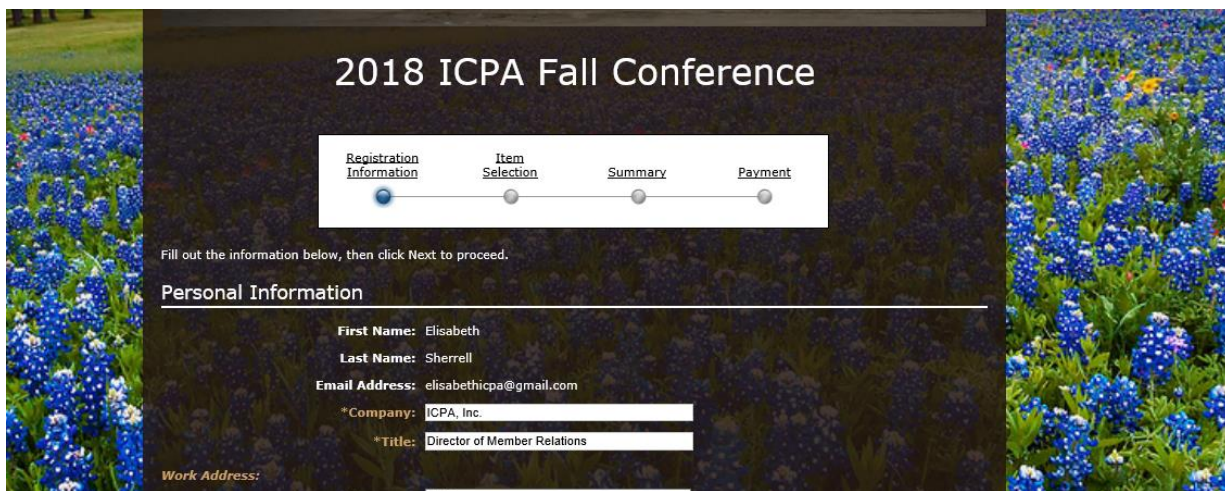 2018 ICPA Fall Conference
Registration Information
Item Selection
Summary
Payment
Fill out the information below, then click Next to proceed.
Personal Information
First Name: Elisabeth
Last Name: Sherrell
Email Address: elisabethicpa@gmail.com
*Company: ICPA, Inc.
*Title: Director of Member Relations
Work Address: